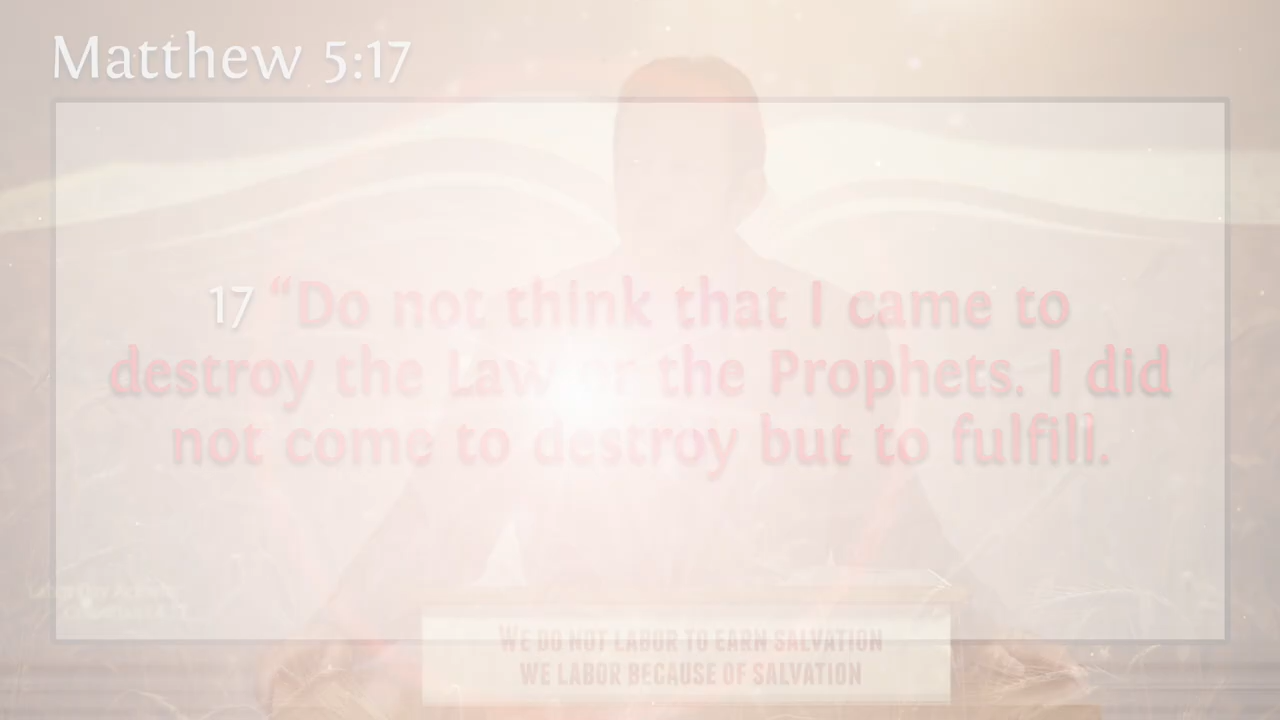 Matthew 5:17
17 “Do not think that I came to
destroy the Law or the Prophets. I did
not come to destroy but to fulfill.
We do not labor to earn salvation
we labor because of salvation